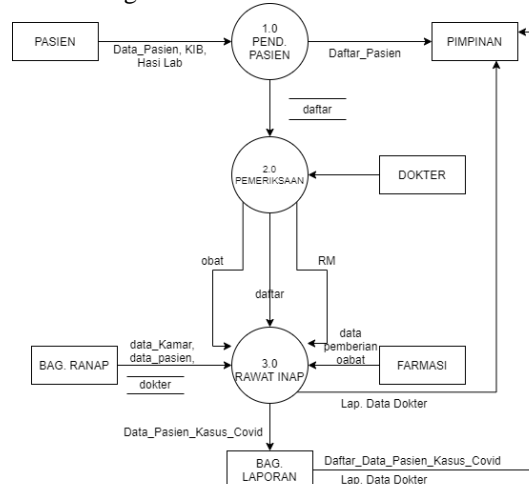 PASIEN
Data_Pasien, KIB,
Hasi Lab
1.0
PEND.
PASIEN
Daftar_Pasien
PIMPINAN
daftar
2.0
PEMERIKSAAN
DOKTER
obat
RM
daftar
BAG. RANAP
data_Kamar,
data_pasien,
dokter
3.0
RAWAT INAP
data
pemberian
oabat
FARMASI
Lap. Data Dokter
Data_Pasien_Kasus_Covid
BAG.
LAPORAN
Daftar_Data_Pasien_Kasus_Covid
Lap. Data Dokter